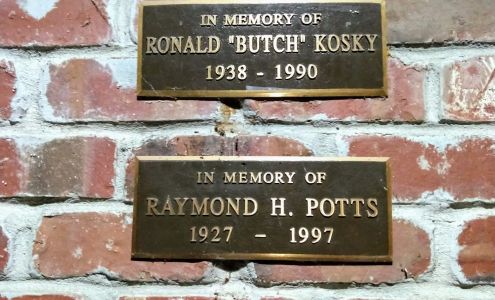 IN MEMORY OF
RONALD "BUTCH" KOSKY
1938 - 1990
IN MEMORY OF
RAYMOND H. POTTS
1927 - 1997